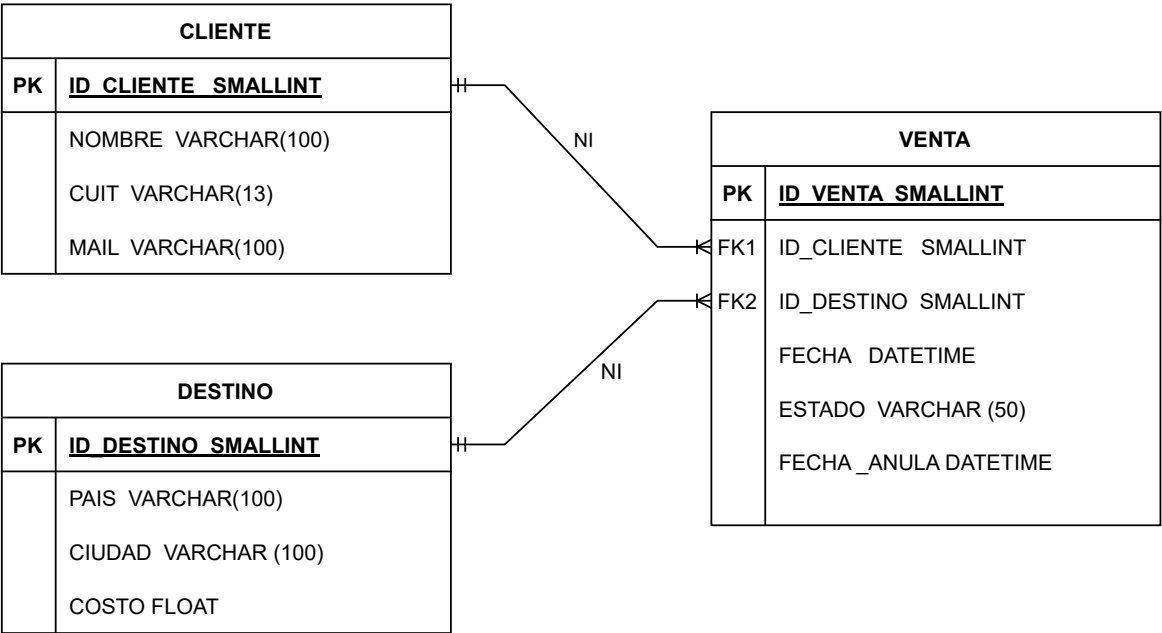 CLIENTE
PK ID_CLIENTE SMALLINT
NOMBRE VARCHAR(100)
CUIT VARCHAR(13)
MAIL VARCHAR(100)
NI
VENTA
PK ID_VENTA SMALLINT
FK1 ID_CLIENTE SMALLINT
FK2 ID_DESTINO SMALLINT
FECHA DATETIME
ESTADO VARCHAR (50)
FECHA _ANULA DATETIME
NI
DESTINO
PK ID_DESTINO SMALLINT
PAIS VARCHAR(100)
CIUDAD VARCHAR (100)
COSTO FLOAT